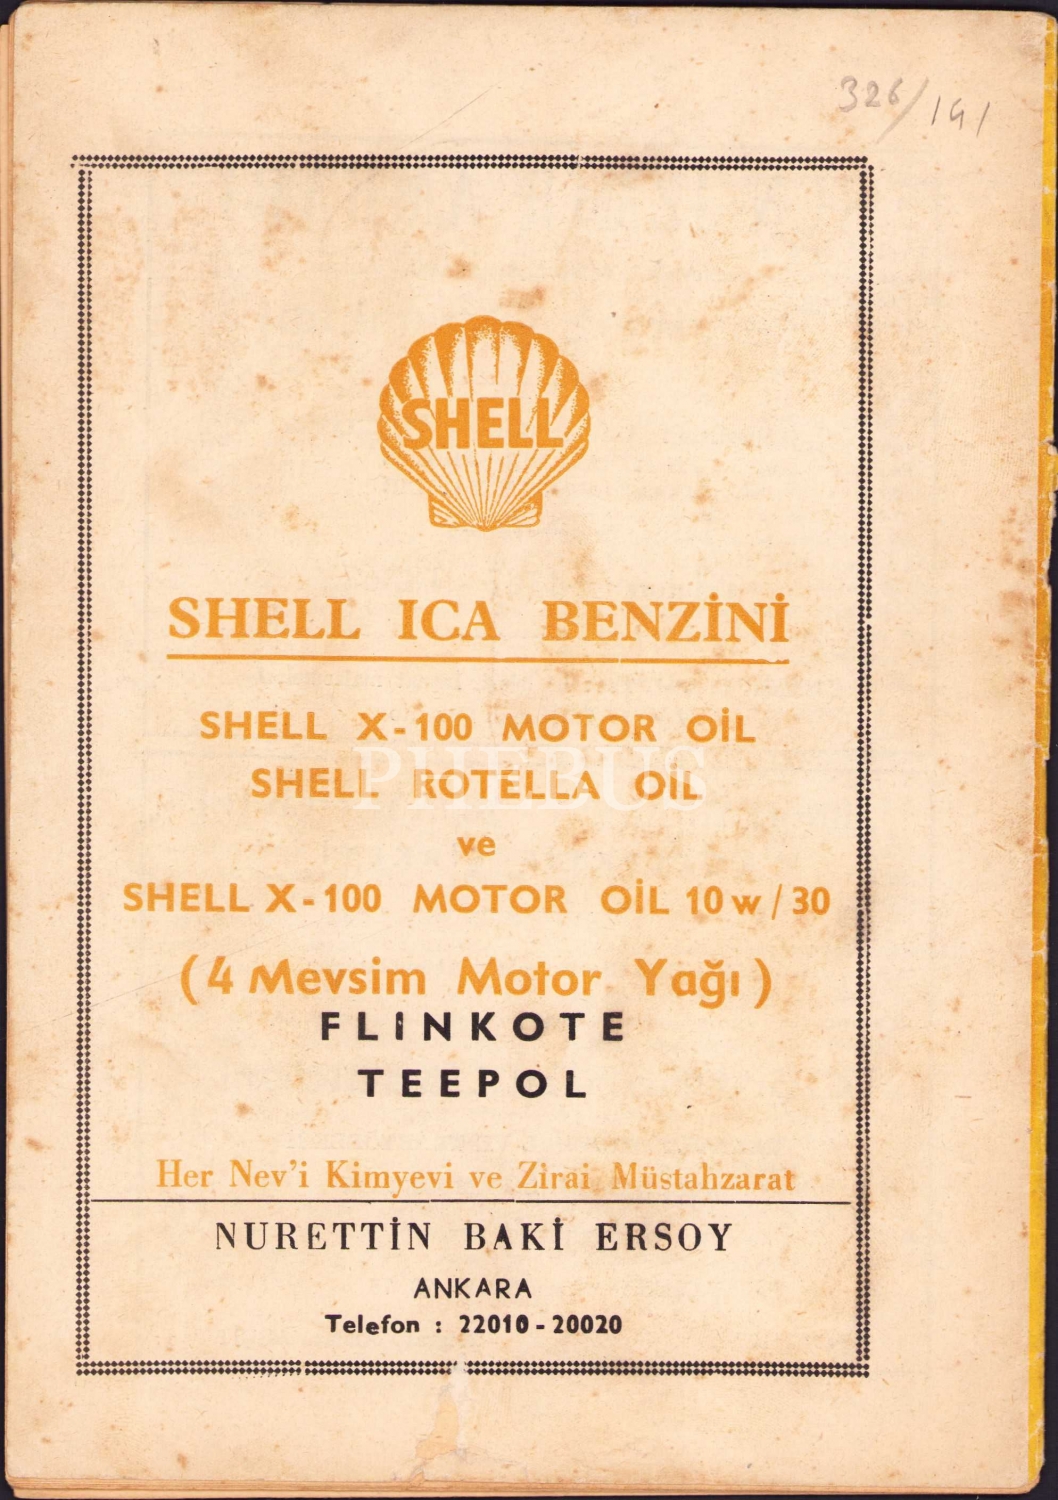 326/191
SHELL
SHELL ICA BENZİNİ
SHELL X-100 MOTOR OİL
SHELL ROTELLA OİL
PHEBUS
ve
SHELL X-100 MOTOR OİL 10 w/30
(4 Mevsim Motor Yağı)
FLINKOTE
TEEPOL
Her Nev'i Kimyevi ve Zirai Müstahzarat
NURETTİN BAKİ ERSOY
ANKARA
Telefon : 22010-20020